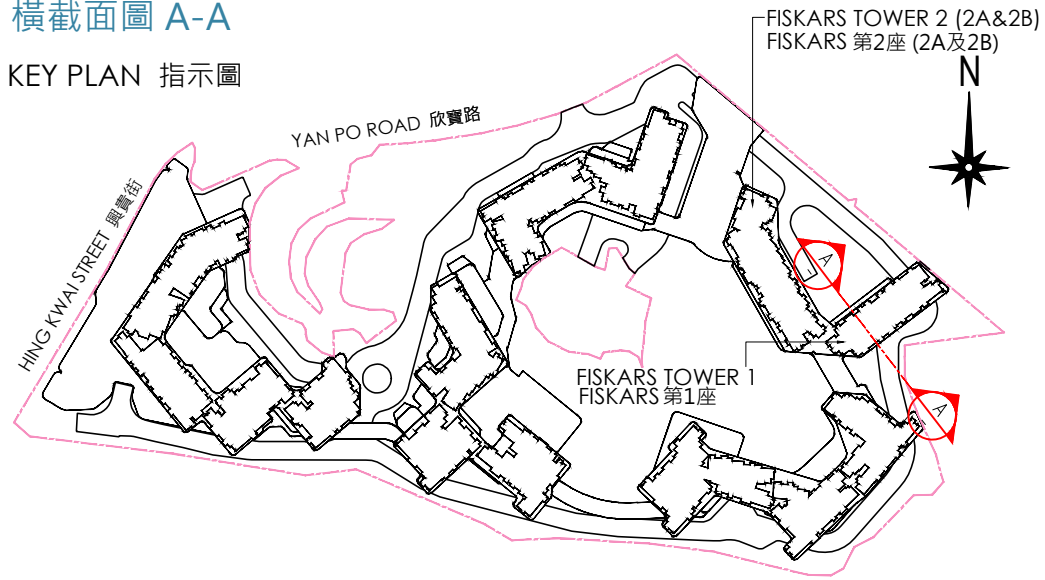 橫截面圖 A-A
KEY PLAN 指示圖
FISKARS TOWER 2 (2A&2B)
FISKARS 第2座 (2A及2B)
N
YAN PO ROAD 欣寶路
HING KWAI STREET 興貴街
A
FISKARS TOWER 1
FISKARS 第1座
A